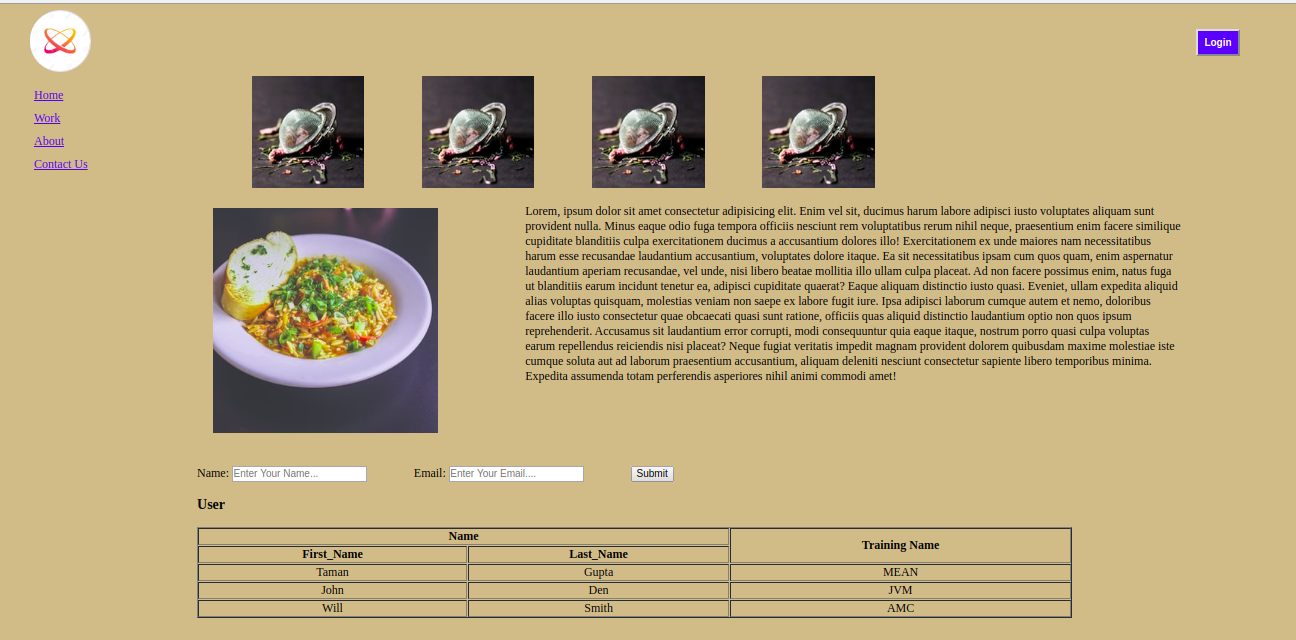 Login
Home
Work
About
Contact Us
Lorem, ipsum dolor sit amet consectetur adipisicing elit. Enim vel sit, ducimus harum labore adipisci iusto voluptates aliquam sunt
provident nulla. Minus eaque odio fuga tempora officiis nesciunt rem voluptatibus rerum nihil neque, praesentium enim facere similique
cupiditate blanditiis culpa exercitationem ducimus a accusantium dolores illo! Exercitationem ex unde maiores nam necessitatibus
harum esse recusandae laudantium accusantium, voluptates dolore itaque. Ea sit necessitatibus ipsam cum quos quam, enim aspernatur
laudantium aperiam recusandae, vel unde, nisi libero beatae mollitia illo ullam culpa placeat. Ad non facere possimus enim, natus fuga
ut blanditiis earum incidunt tenetur ea, adipisci cupiditate quaerat? Eaque aliquam distinctio iusto quasi. Eveniet, ullam expedita aliquid
alias voluptas quisquam, molestias veniam non saepe ex labore fugit iure. Ipsa adipisci laborum cumque autem et nemo, doloribus
facere illo iusto consectetur quae obcaecati quasi sunt ratione, officiis quas aliquid distinctio laudantium optio non quos ipsum
reprehenderit. Accusamus sit laudantium error corrupti, modi consequuntur quia eaque itaque, nostrum porro quasi culpa voluptas
earum repellendus reiciendis nisi placeat? Neque fugiat veritatis impedit magnam provident dolorem quibusdam maxime molestiae iste
cumque soluta aut ad laborum praesentium accusantium, aliquam deleniti nesciunt consectetur sapiente libero temporibus minima.
Expedita assumenda totam perferendis asperiores nihil animi commodi amet!
Name: Enter Your Name... Email: Enter Your Email.... Submit
User
Name Training Name
First_Name Last_Name
Taman Gupta MEAN
John Den JVM
Will Smith AMC